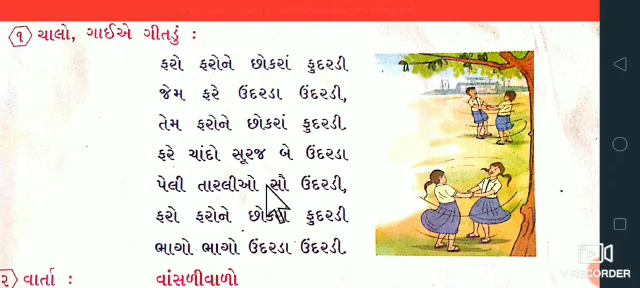 ૧ ચાલો, ગાઈએ ગીતડું :
ફરો ફરોને છોકરાં ફુદરડી
જેમ ફરે ઉંદરડા ઉંદરડી,
તેમ ફરોને છોકરાં ફુદરડી.
ફરે ચાંદો સૂરજ બે ઉંદરડા
પેલી તારલીઓ સૌ ઉંદરડી,
ફરો ફરોને છોકરાં ફુદરડી
ભાગો ભાગો ઉંદરડા ઉંદરડી.
૨) વાર્તા : વાંસળીવાળો
V RECORDER